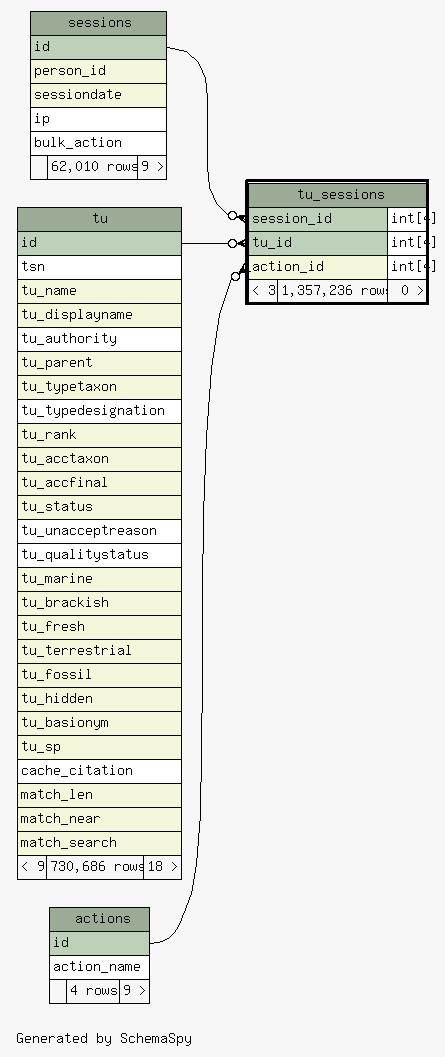 sessions
id
person_id
sessiondate
ip
bulk_action
62,010 rows 9 >
tu_sessions
session_id int[4]
tu_id int[4]
action_id int[4]
< 3 1,357,236 rows 0 >
tu
id
tsn
tu_name
tu_displayname
tu_authority
tu_parent
tu_typetaxon
tu_typedesignation
tu_rank
tu_acctaxon
tu_accfinal
tu_status
tu_unacceptreason
tu_qualitystatus
tu_marine
tu_brackish
tu_fresh
tu_terrestrial
tu_fossil
tu_hidden
tu_basionym
tu_sp
cache_citation
match_len
match_near
match_search
< 9 730,686 rows 18 >
actions
id
action_name
4 rows 9 >
Generated by SchemaSpy